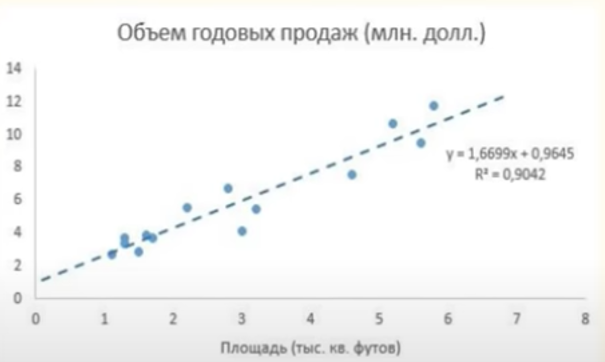 Объем годовых продаж (млн. долл.)
14
12
10
8
6
4
2
0
y = 1,6699x + 0,9645
R² = 0,9042
0 1 2 3 4 5 6 7 8
Площадь (тыс. кв. футов)